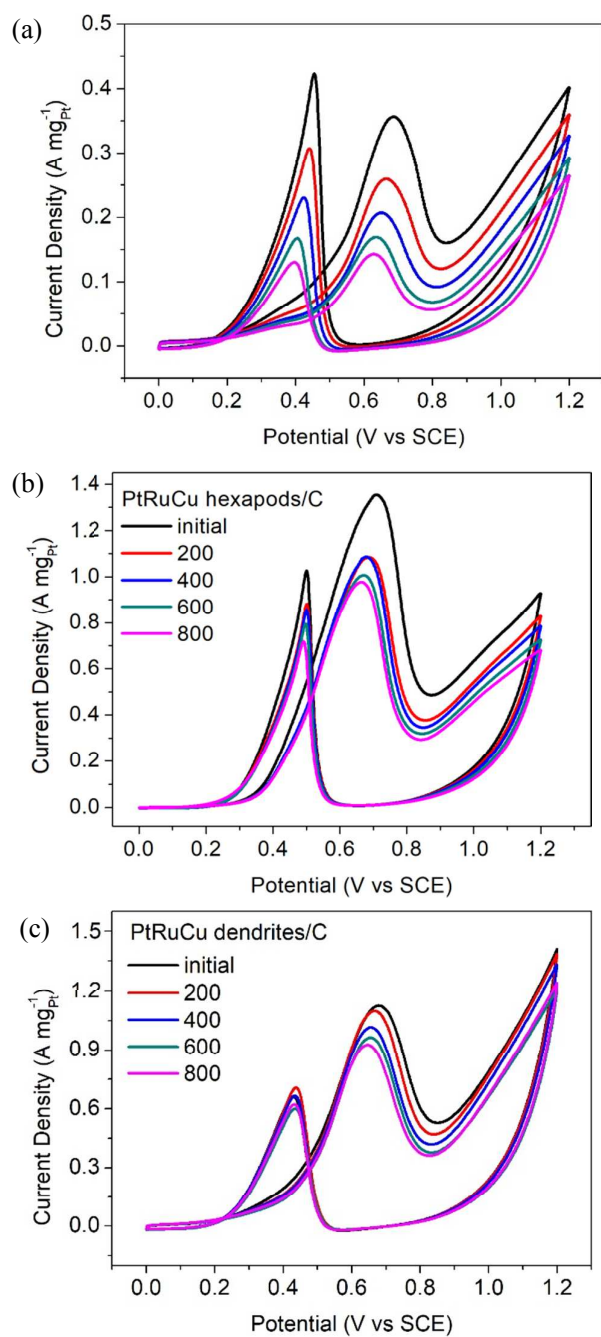 (a)
0.5
0.4
0.3
0.2
0.1
0.0
Current Density (A mg⁻¹Pt)
0.0 0.2 0.4 0.6 0.8 1.0 1.2
Potential (V vs SCE)
(b)
PtRuCu hexapods/C
initial
200
400
600
800
1.4
1.2
1.0
0.8
0.6
0.4
0.2
0.0
Current Density (A mg⁻¹Pt)
0.0 0.2 0.4 0.6 0.8 1.0 1.2
Potential (V vs SCE)
(c)
PtRuCu dendrites/C
initial
200
400
600
800
1.5
1.2
0.9
0.6
0.3
0.0
Current Density (A mg⁻¹Pt)
0.0 0.2 0.4 0.6 0.8 1.0 1.2
Potential (V vs SCE)